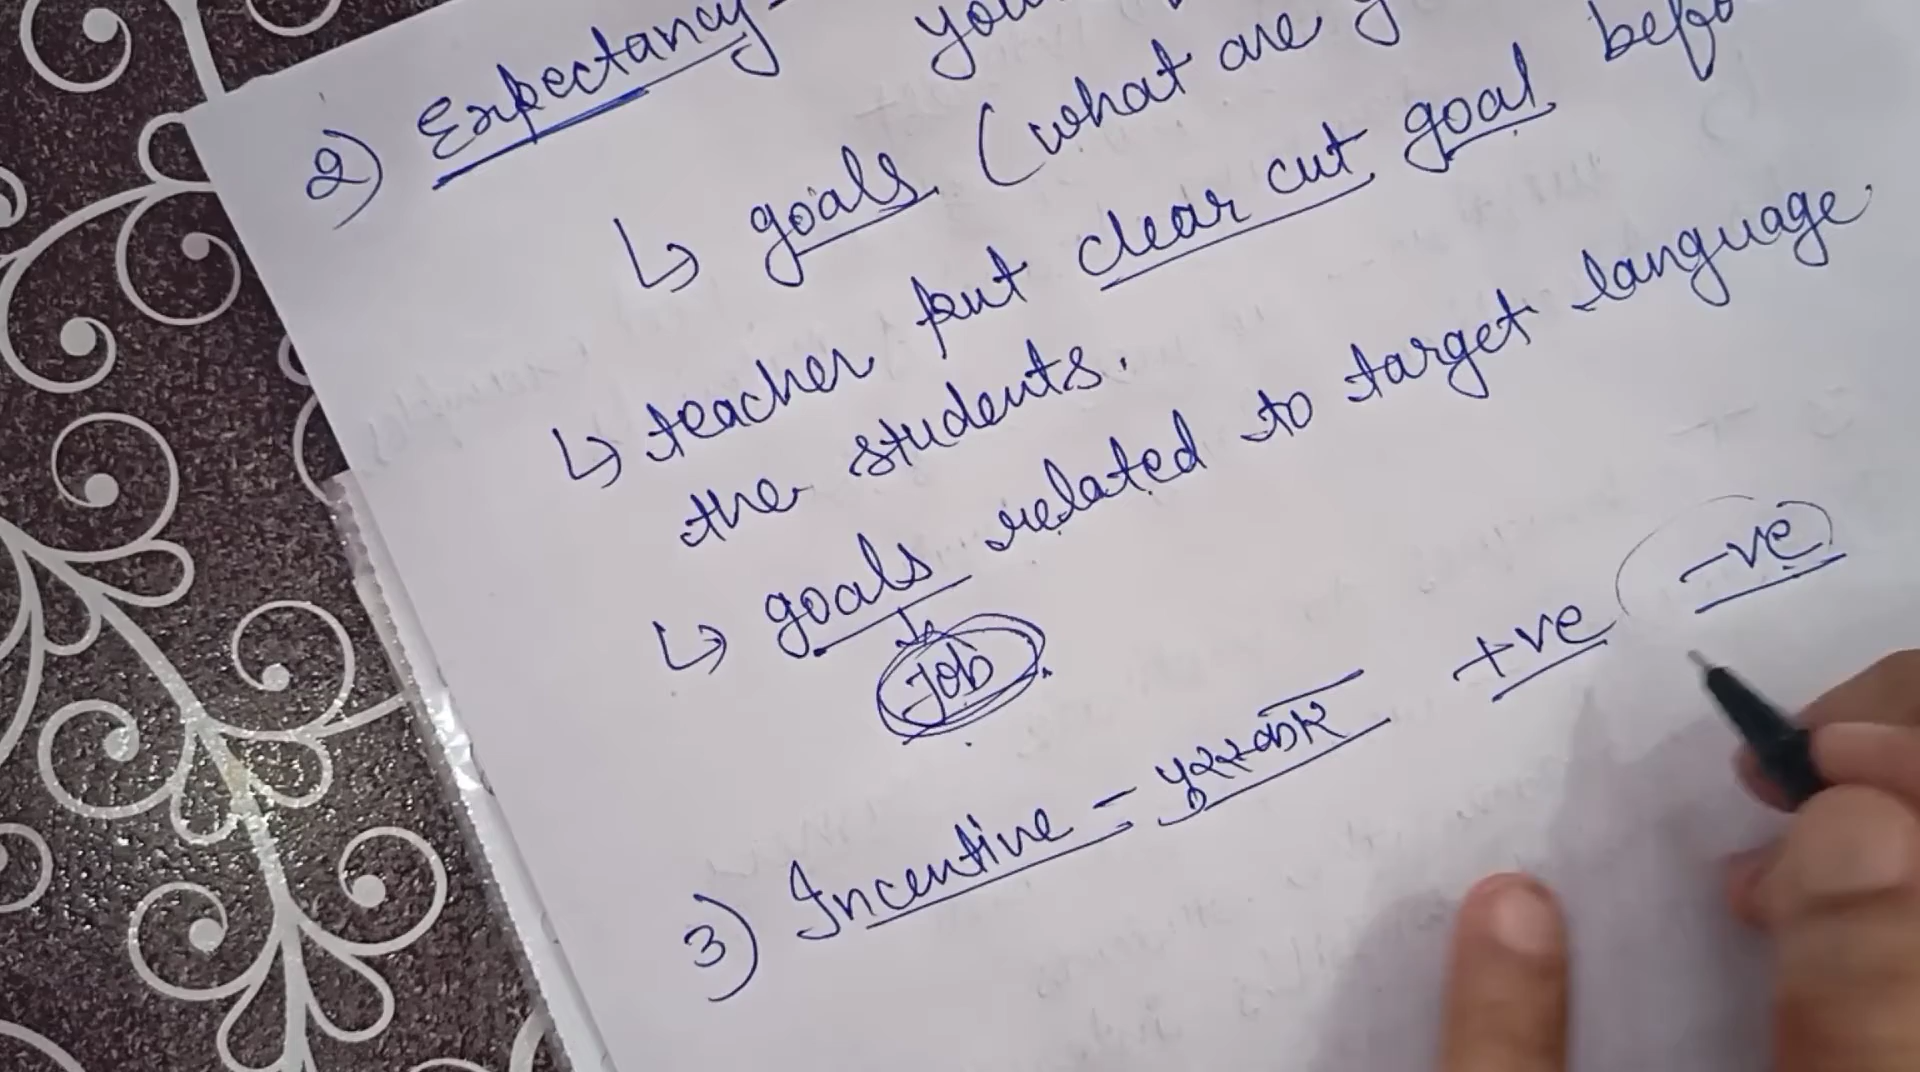 2) Expectancy -
↳ goals (what are
↳ teacher put clear cut goal
the students.
↳ goals related to target language
↓
Job
3) Incentive = पुरस्कार +ve -ve